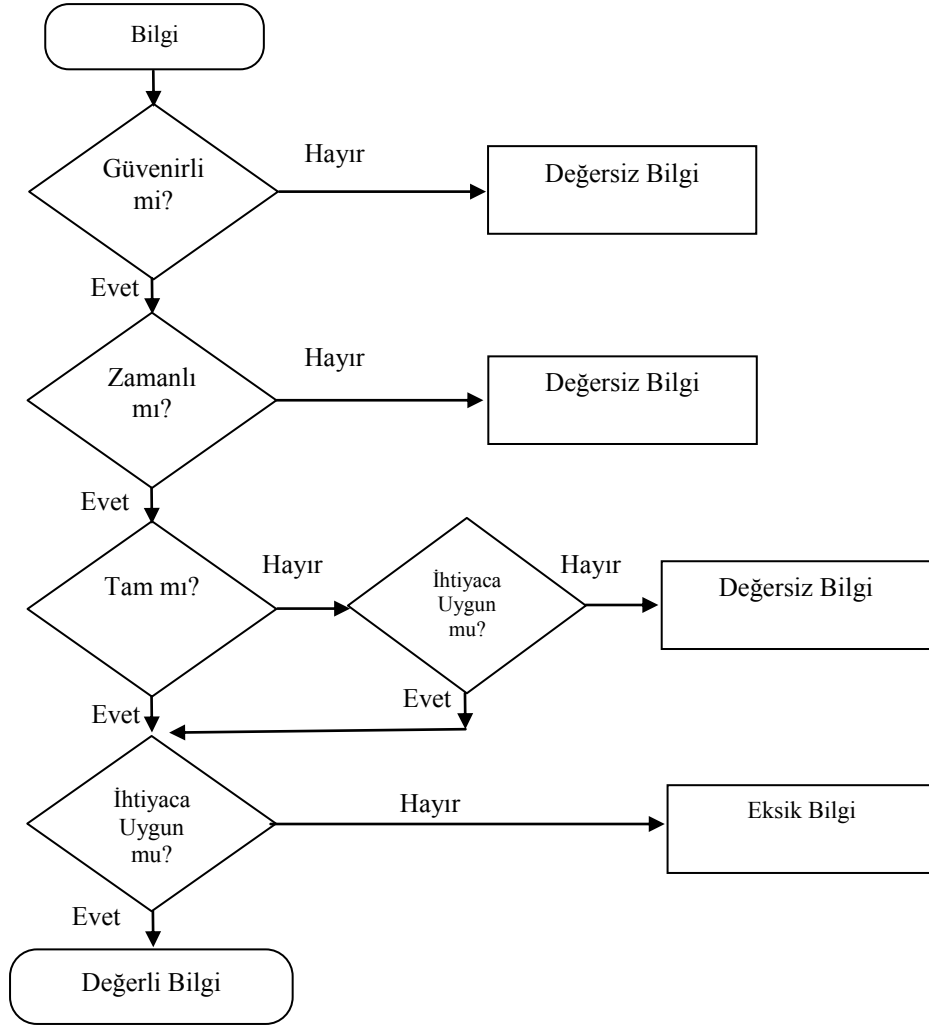 Bilgi
Güvenirli
mi?
Hayır
Değersiz Bilgi
Evet
Zamanlı
mı?
Hayır
Değersiz Bilgi
Evet
Tam mı?
Hayır
İhtiyaca
Uygun
mu?
Hayır
Değersiz Bilgi
Evet
Evet
İhtiyaca
Uygun
mu?
Hayır
Eksik Bilgi
Evet
Değerli Bilgi